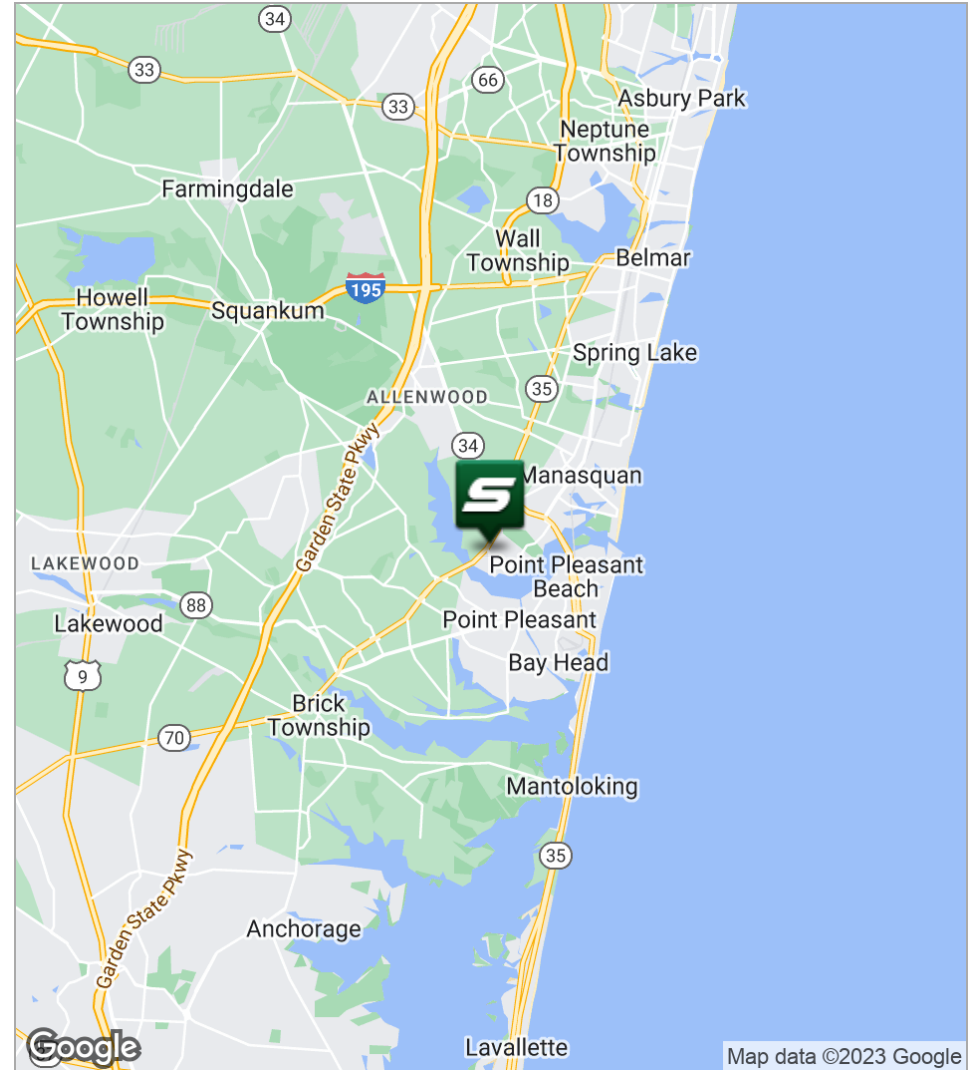 34
33
66
Asbury Park
33
Neptune
Township
Farmingdale
18
Wall
Township
Belmar
195
Howell
Township
Squankum
Spring Lake
35
ALLENWOOD
34
Garden State Pkwy
S
Manasquan
LAKEWOOD
Point Pleasant
Beach
88
Lakewood
Point Pleasant
9
Bay Head
Brick
Township
70
Mantoloking
35
Garden State Pkwy
Anchorage
Google
Lavallette
Map data ©2023 Google